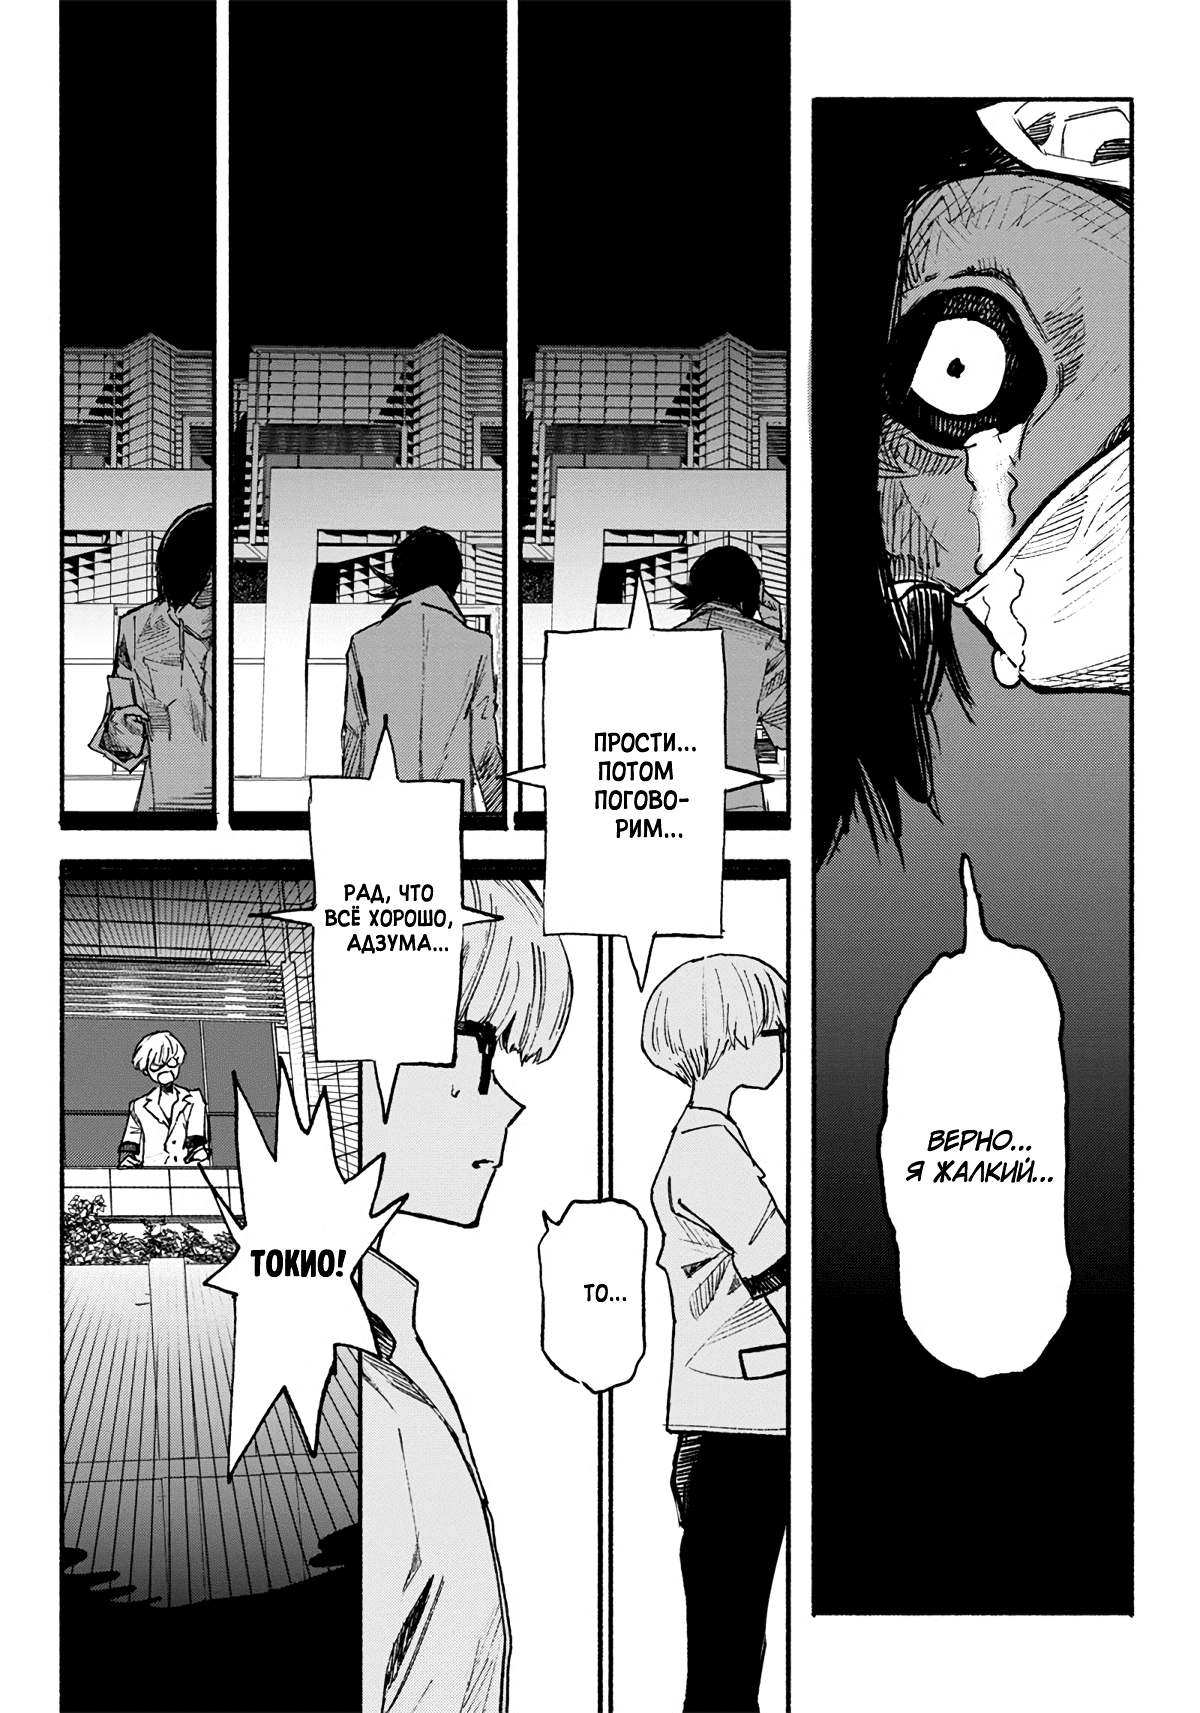 ВЕРНО...
Я ЖАЛКИЙ...
ПРОСТИ...
ПОТОМ
ПОГОВО-
РИМ...
РАД, ЧТО
ВСЁ ХОРОШО,
АДЗУМА...
ТО...
ТОКИО!